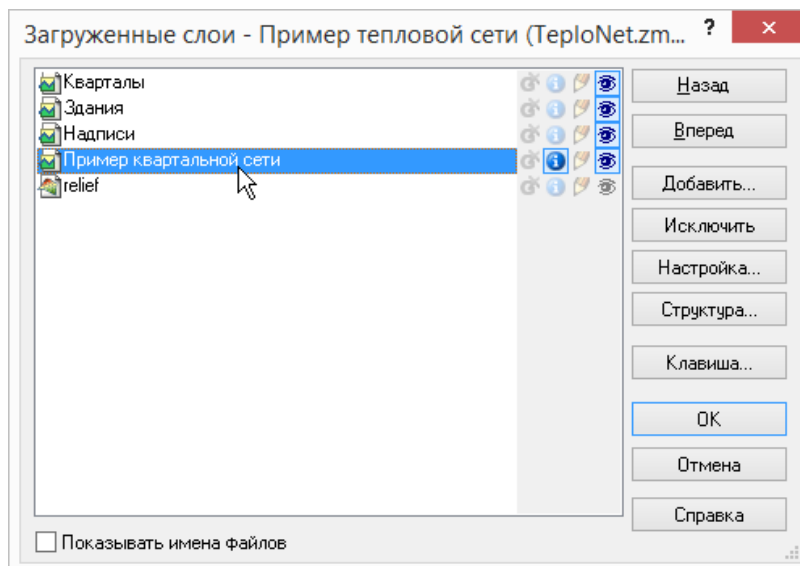 Загруженные слои - Пример тепловой сети (TeploNet.zm...
Кварталы
Здания
Надписи
Пример квартальной сети
relief
Назад
Вперед
Добавить...
Исключить
Настройка...
Структура...
Клавиша...
OK
Отмена
Справка
Показывать имена файлов